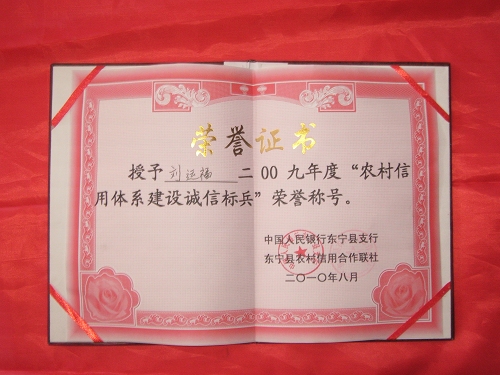 荣誉证书
授予 刘运福 二00九年度“农村信
用体系建设诚信标兵”荣誉称号。
中国人民银行东宁县支行
东宁县农村信用合作联社
二〇一〇年八月